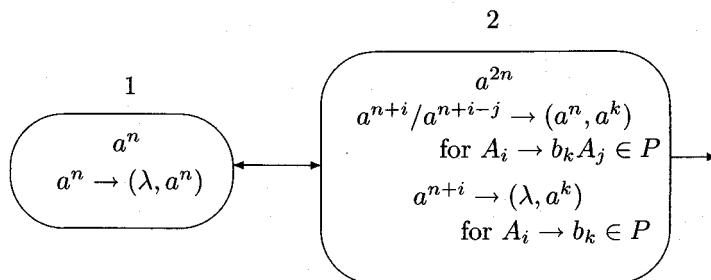 1
a^n
a^n → (λ, a^n)
2
a^{2n}
a^{n+i}/a^{n+i−j} → (a^n, a^k)
for A_i → b_k A_j ∈ P
a^{n+i} → (λ, a^k)
for A_i → b_k ∈ P